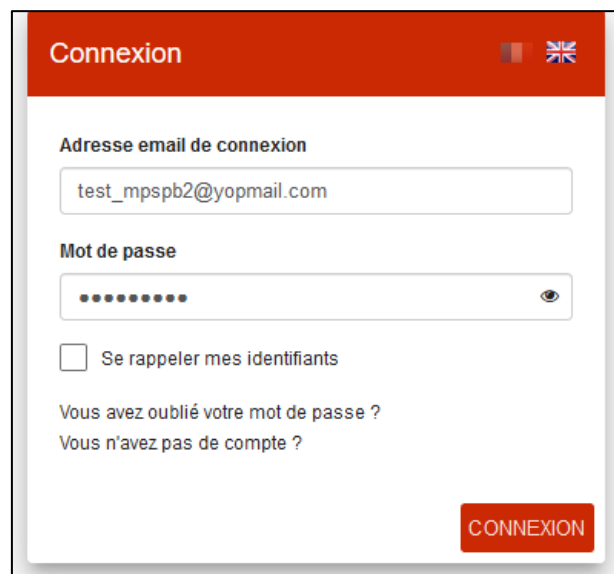 Connexion
Adresse email de connexion
test_mpspb2@yopmail.com
Mot de passe
•••••••••
Se rappeler mes identifiants
Vous avez oublié votre mot de passe ?
Vous n'avez pas de compte ?
CONNEXION